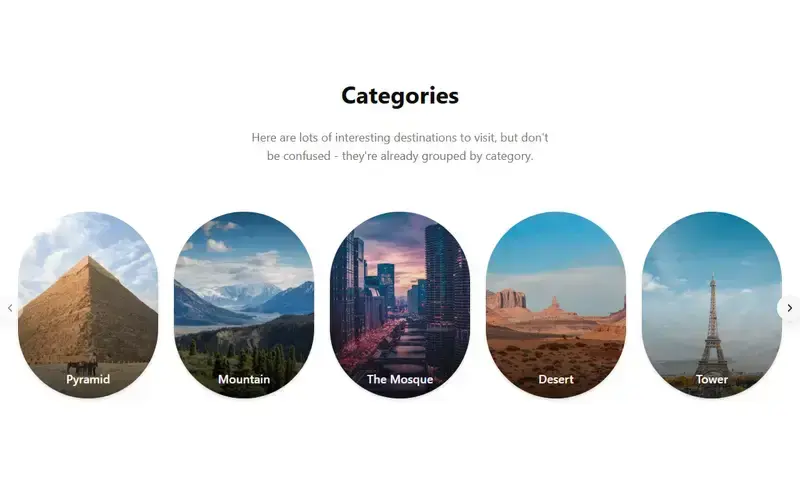 Categories
Here are lots of interesting destinations to visit, but don't
be confused - they're already grouped by category.
Pyramid
Mountain
The Mosque
Desert
Tower